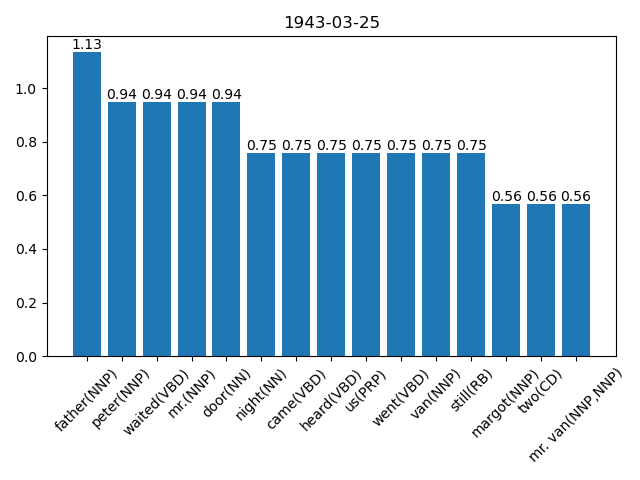 1943-03-25
1.13
0.94 0.94 0.94 0.94
0.75 0.75 0.75 0.75 0.75 0.75 0.75
0.56 0.56 0.56
1.0
0.8
0.6
0.4
0.2
0.0
father(NNP)
peter(NNP)
waited(VBD)
mr.(NNP)
door(NN)
night(NN)
came(VBD)
heard(VBD)
us(PRP)
went(VBD)
van(NNP)
still(RB)
margot(NNP)
two(CD)
mr. van(NNP,NNP)